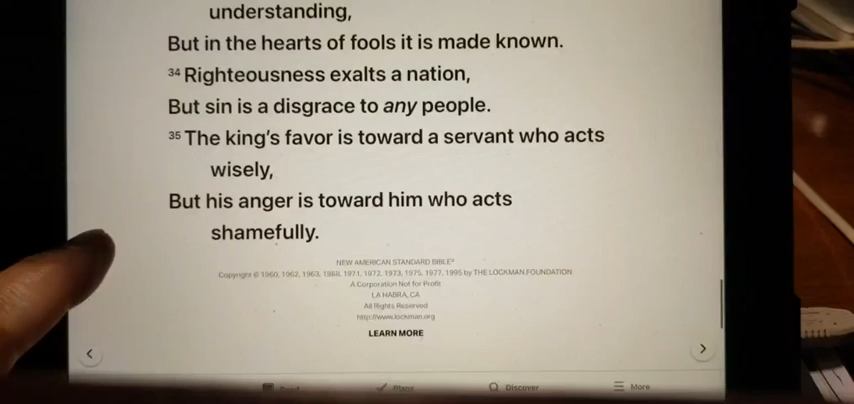 understanding,
But in the hearts of fools it is made known.
34 Righteousness exalts a nation,
But sin is a disgrace to any people.
35 The king's favor is toward a servant who acts
wisely,
But his anger is toward him who acts
shamefully.
NEW AMERICAN STANDARD BIBLE®
Copyright © 1960, 1962, 1963, 1968, 1971, 1972, 1973, 1975, 1977, 1995 by THE LOCKMAN FOUNDATION
A Corporation Not for Profit
LA HABRA, CA
All Rights Reserved
http://www.lockman.org
LEARN MORE
Discover More